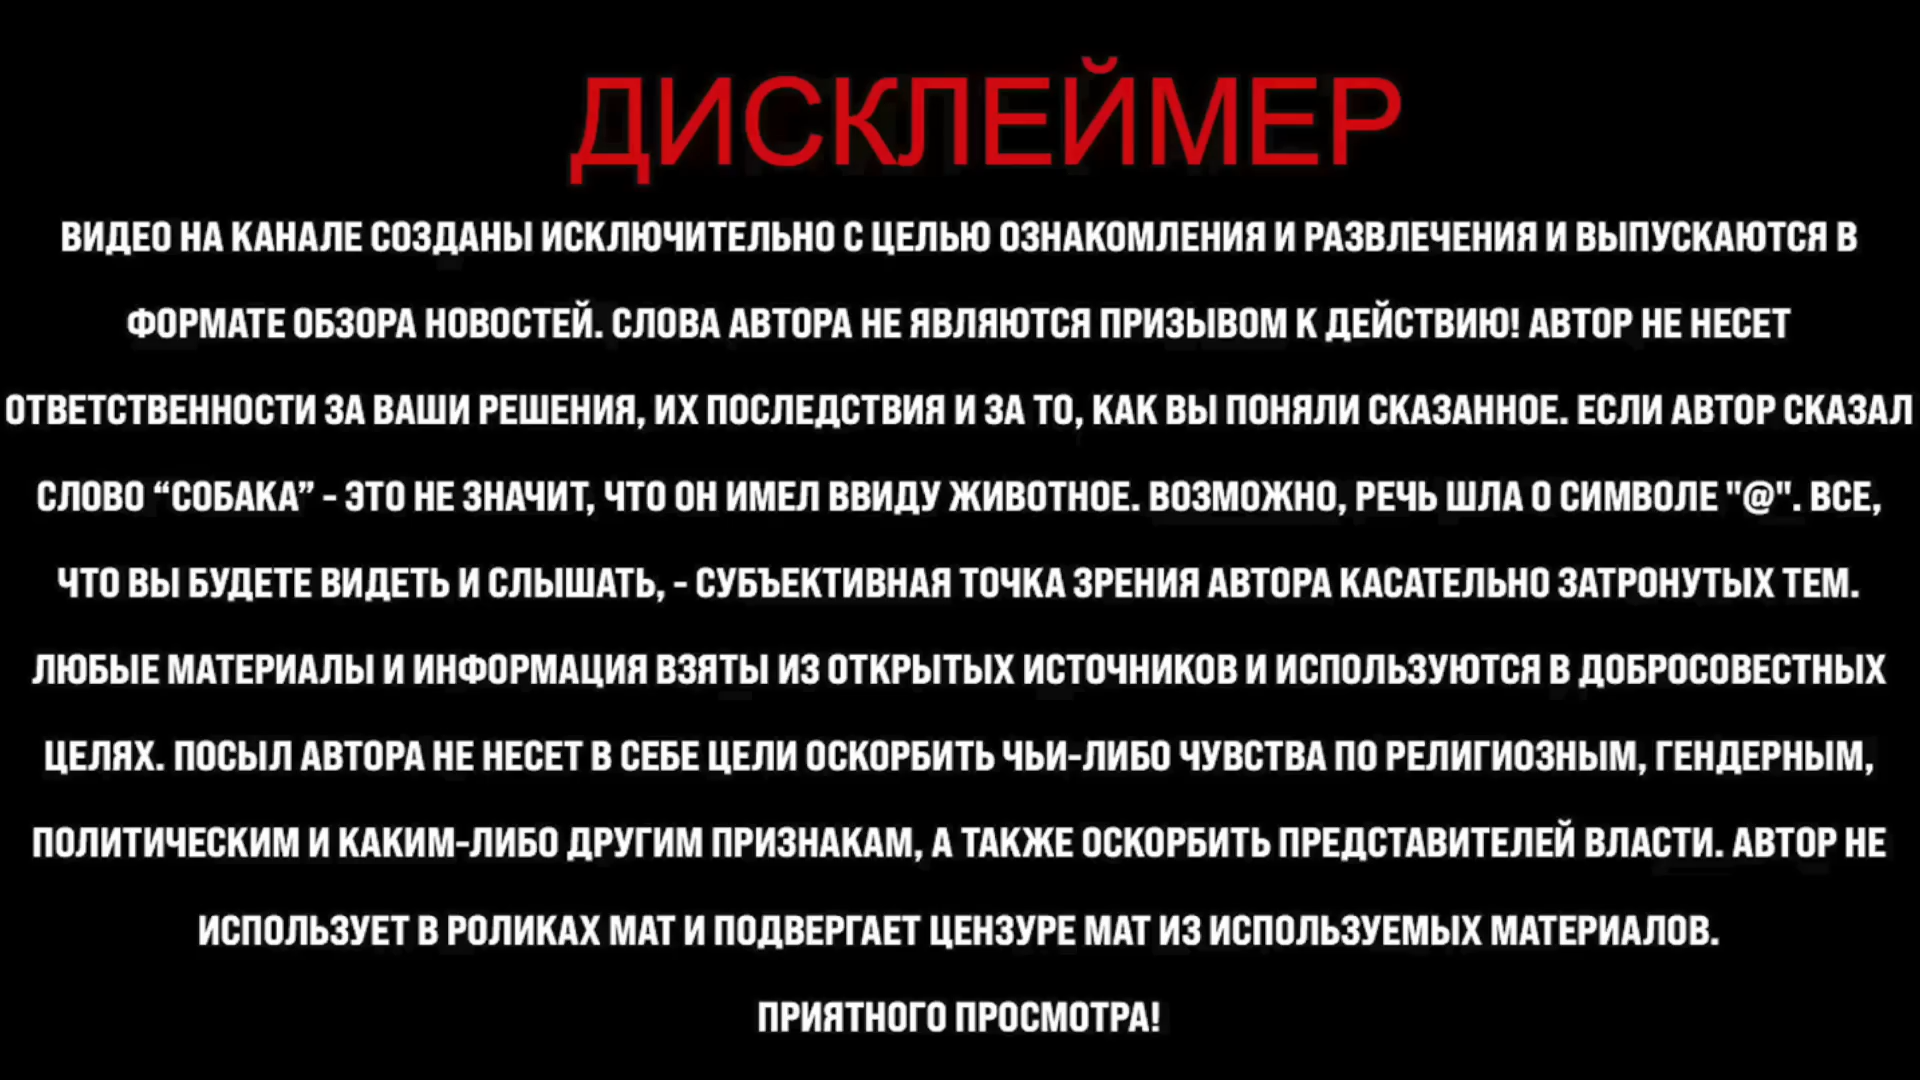 ДИСКЛЕЙМЕР
ВИДЕО НА КАНАЛЕ СОЗДАНЫ ИСКЛЮЧИТЕЛЬНО С ЦЕЛЬЮ ОЗНАКОМЛЕНИЯ И РАЗВЛЕЧЕНИЯ И ВЫПУСКАЮТСЯ В
ФОРМАТЕ ОБЗОРА НОВОСТЕЙ. СЛОВА АВТОРА НЕ ЯВЛЯЮТСЯ ПРИЗЫВОМ К ДЕЙСТВИЮ! АВТОР НЕ НЕСЕТ
ОТВЕТСТВЕННОСТИ ЗА ВАШИ РЕШЕНИЯ, ИХ ПОСЛЕДСТВИЯ И ЗА ТО, КАК ВЫ ПОНЯЛИ СКАЗАННОЕ. ЕСЛИ АВТОР СКАЗАЛ
СЛОВО “СОБАКА” - ЭТО НЕ ЗНАЧИТ, ЧТО ОН ИМЕЛ ВВИДУ ЖИВОТНОЕ. ВОЗМОЖНО, РЕЧЬ ШЛА О СИМВОЛЕ "@". ВСЕ,
ЧТО ВЫ БУДЕТЕ ВИДЕТЬ И СЛЫШАТЬ, - СУБЪЕКТИВНАЯ ТОЧКА ЗРЕНИЯ АВТОРА КАСАТЕЛЬНО ЗАТРОНУТЫХ ТЕМ.
ЛЮБЫЕ МАТЕРИАЛЫ И ИНФОРМАЦИЯ ВЗЯТЫ ИЗ ОТКРЫТЫХ ИСТОЧНИКОВ И ИСПОЛЬЗУЮТСЯ В ДОБРОСОВЕСТНЫХ
ЦЕЛЯХ. ПОСЫЛ АВТОРА НЕ НЕСЕТ В СЕБЕ ЦЕЛИ ОСКОРБИТЬ ЧЬИ-ЛИБО ЧУВСТВА ПО РЕЛИГИОЗНЫМ, ГЕНДЕРНЫМ,
ПОЛИТИЧЕСКИМ И КАКИМ-ЛИБО ДРУГИМ ПРИЗНАКАМ, А ТАКЖЕ ОСКОРБИТЬ ПРЕДСТАВИТЕЛЕЙ ВЛАСТИ. АВТОР НЕ
ИСПОЛЬЗУЕТ В РОЛИКАХ МАТ И ПОДВЕРГАЕТ ЦЕНЗУРЕ МАТ ИЗ ИСПОЛЬЗУЕМЫХ МАТЕРИАЛОВ.
ПРИЯТНОГО ПРОСМОТРА!